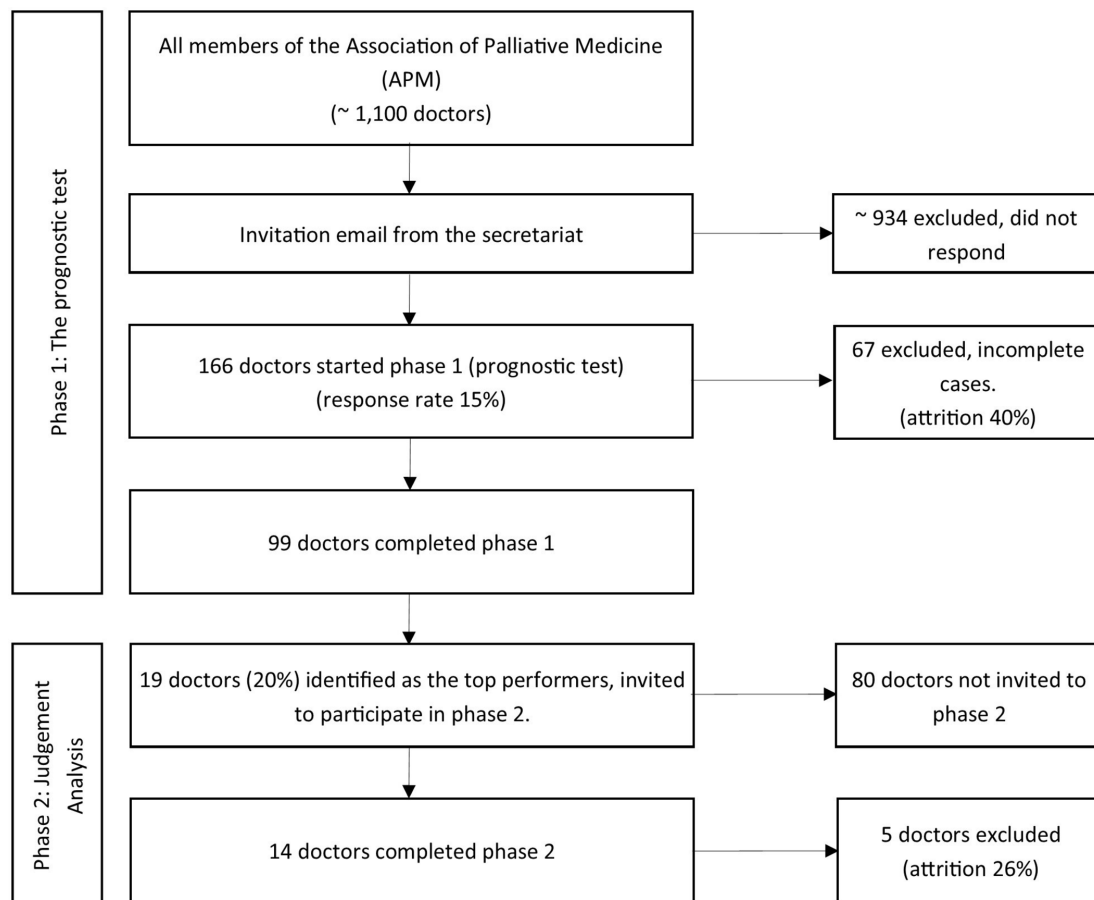 Phase 1: The prognostic test
All members of the Association of Palliative Medicine
(APM)
(~ 1,100 doctors)
Invitation email from the secretariat
~ 934 excluded, did not
respond
166 doctors started phase 1 (prognostic test)
(response rate 15%)
67 excluded, incomplete
cases.
(attrition 40%)
99 doctors completed phase 1
Phase 2: Judgement
Analysis
19 doctors (20%) identified as the top performers, invited
to participate in phase 2.
80 doctors not invited to
phase 2
14 doctors completed phase 2
5 doctors excluded
(attrition 26%)